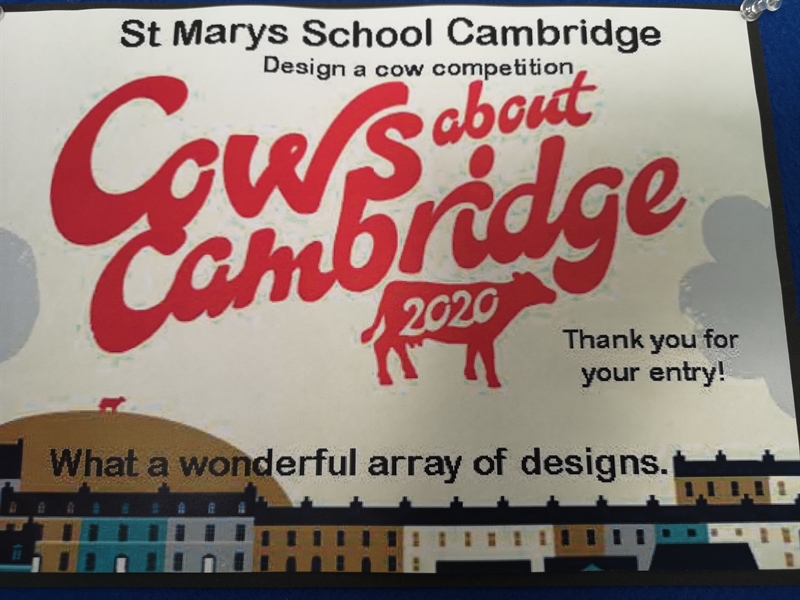 St Marys School Cambridge
Design a cow competition
Cows about
Cambridge
2020
Thank you for
your entry!
What a wonderful array of designs.